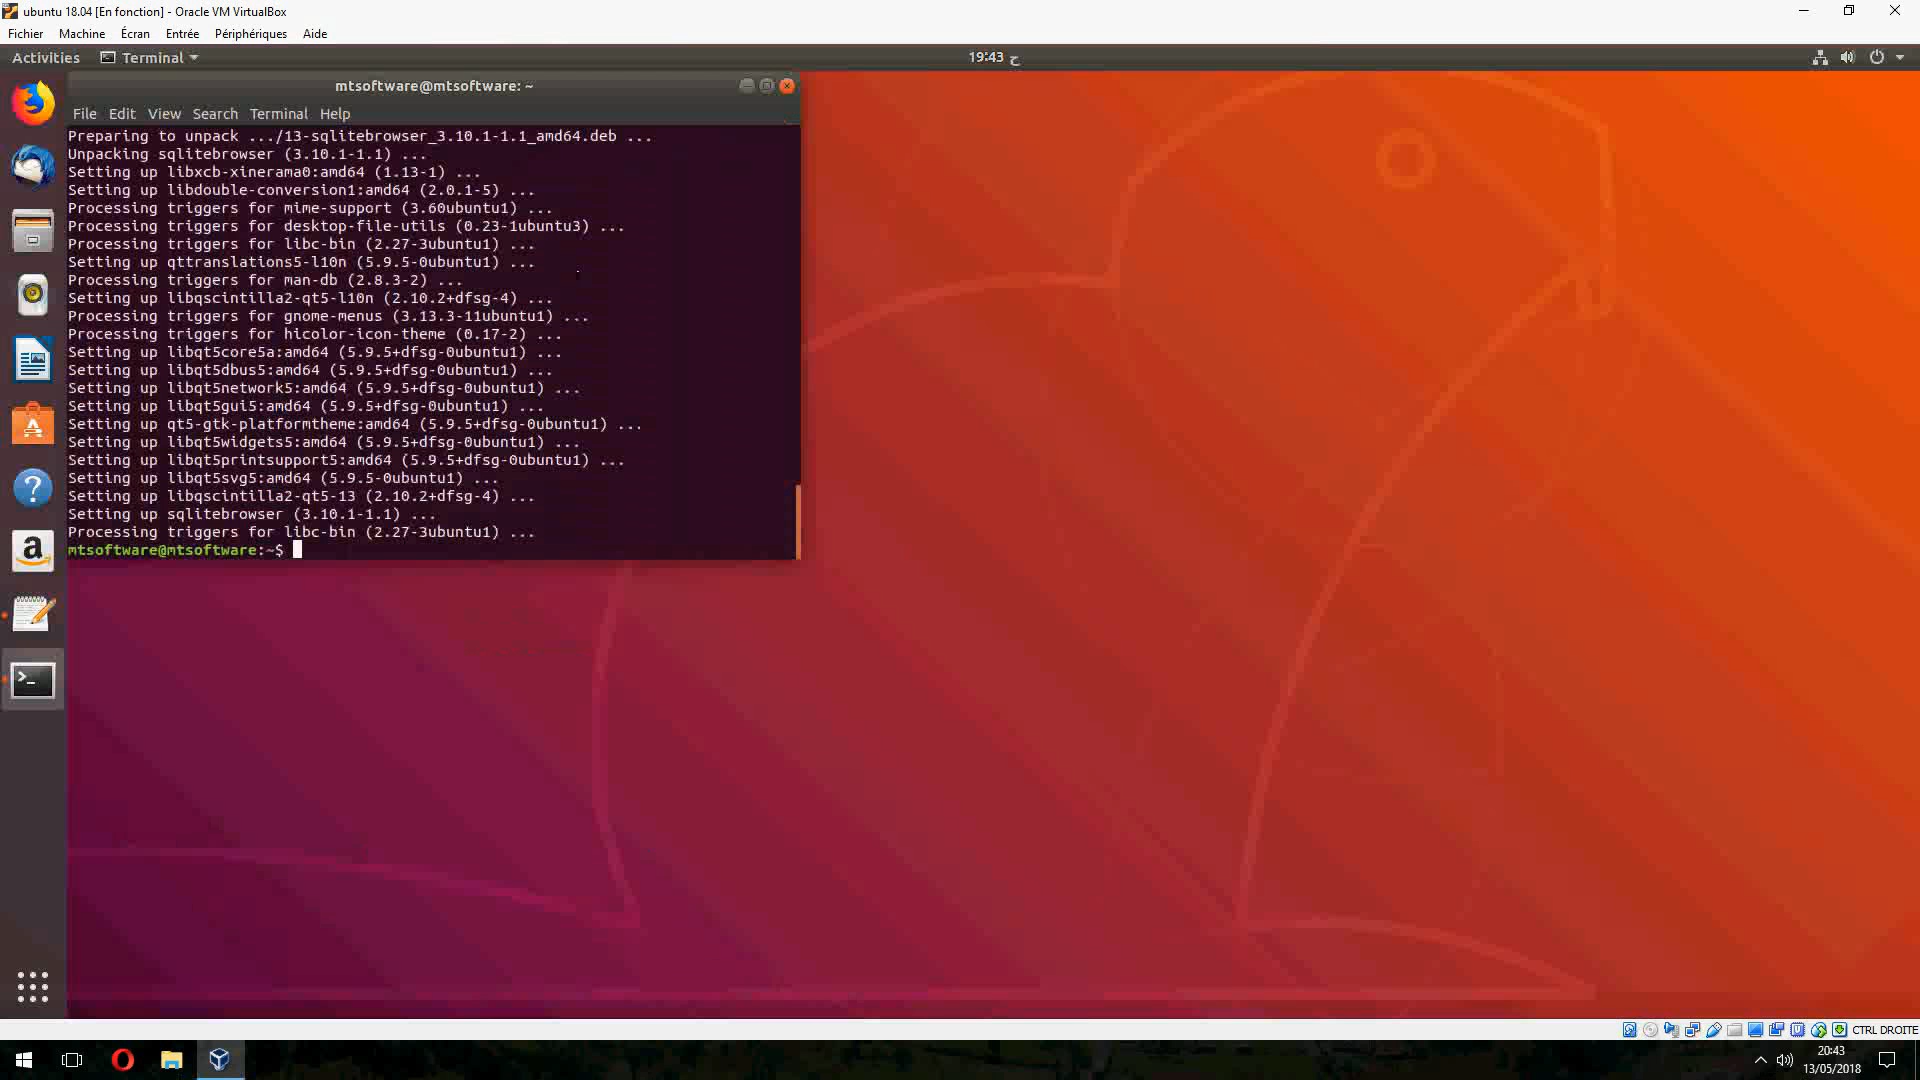 ubuntu 18.04 [En fonction] - Oracle VM VirtualBox
Fichier Machine Écran Entrée Périphériques Aide
Activities Terminal 19:43 ح
mtsoftware@mtsoftware: ~
File Edit View Search Terminal Help
Preparing to unpack .../13-sqlitebrowser_3.10.1-1.1_amd64.deb ...
Unpacking sqlitebrowser (3.10.1-1.1) ...
Setting up libxcb-xinerama0:amd64 (1.13-1) ...
Setting up libdouble-conversion1:amd64 (2.0.1-5) ...
Processing triggers for mime-support (3.60ubuntu1) ...
Processing triggers for desktop-file-utils (0.23-1ubuntu3) ...
Processing triggers for libc-bin (2.27-3ubuntu1) ...
Setting up qttranslations5-l10n (5.9.5-0ubuntu1) ...
Processing triggers for man-db (2.8.3-2) ...
Setting up libqscintilla2-qt5-l10n (2.10.2+dfsg-4) ...
Processing triggers for gnome-menus (3.13.3-11ubuntu1) ...
Processing triggers for hicolor-icon-theme (0.17-2) ...
Setting up libqt5core5a:amd64 (5.9.5+dfsg-0ubuntu1) ...
Setting up libqt5dbus5:amd64 (5.9.5+dfsg-0ubuntu1) ...
Setting up libqt5network5:amd64 (5.9.5+dfsg-0ubuntu1) ...
Setting up libqt5gui5:amd64 (5.9.5+dfsg-0ubuntu1) ...
Setting up qt5-gtk-platformtheme:amd64 (5.9.5+dfsg-0ubuntu1) ...
Setting up libqt5widgets5:amd64 (5.9.5+dfsg-0ubuntu1) ...
Setting up libqt5printsupport5:amd64 (5.9.5+dfsg-0ubuntu1) ...
Setting up libqt5svg5:amd64 (5.9.5-0ubuntu1) ...
Setting up libqscintilla2-qt5-13 (2.10.2+dfsg-4) ...
Setting up sqlitebrowser (3.10.1-1.1) ...
Processing triggers for libc-bin (2.27-3ubuntu1) ...
mtsoftware@mtsoftware:~$
CTRL DROITE
20:43
13/05/2018